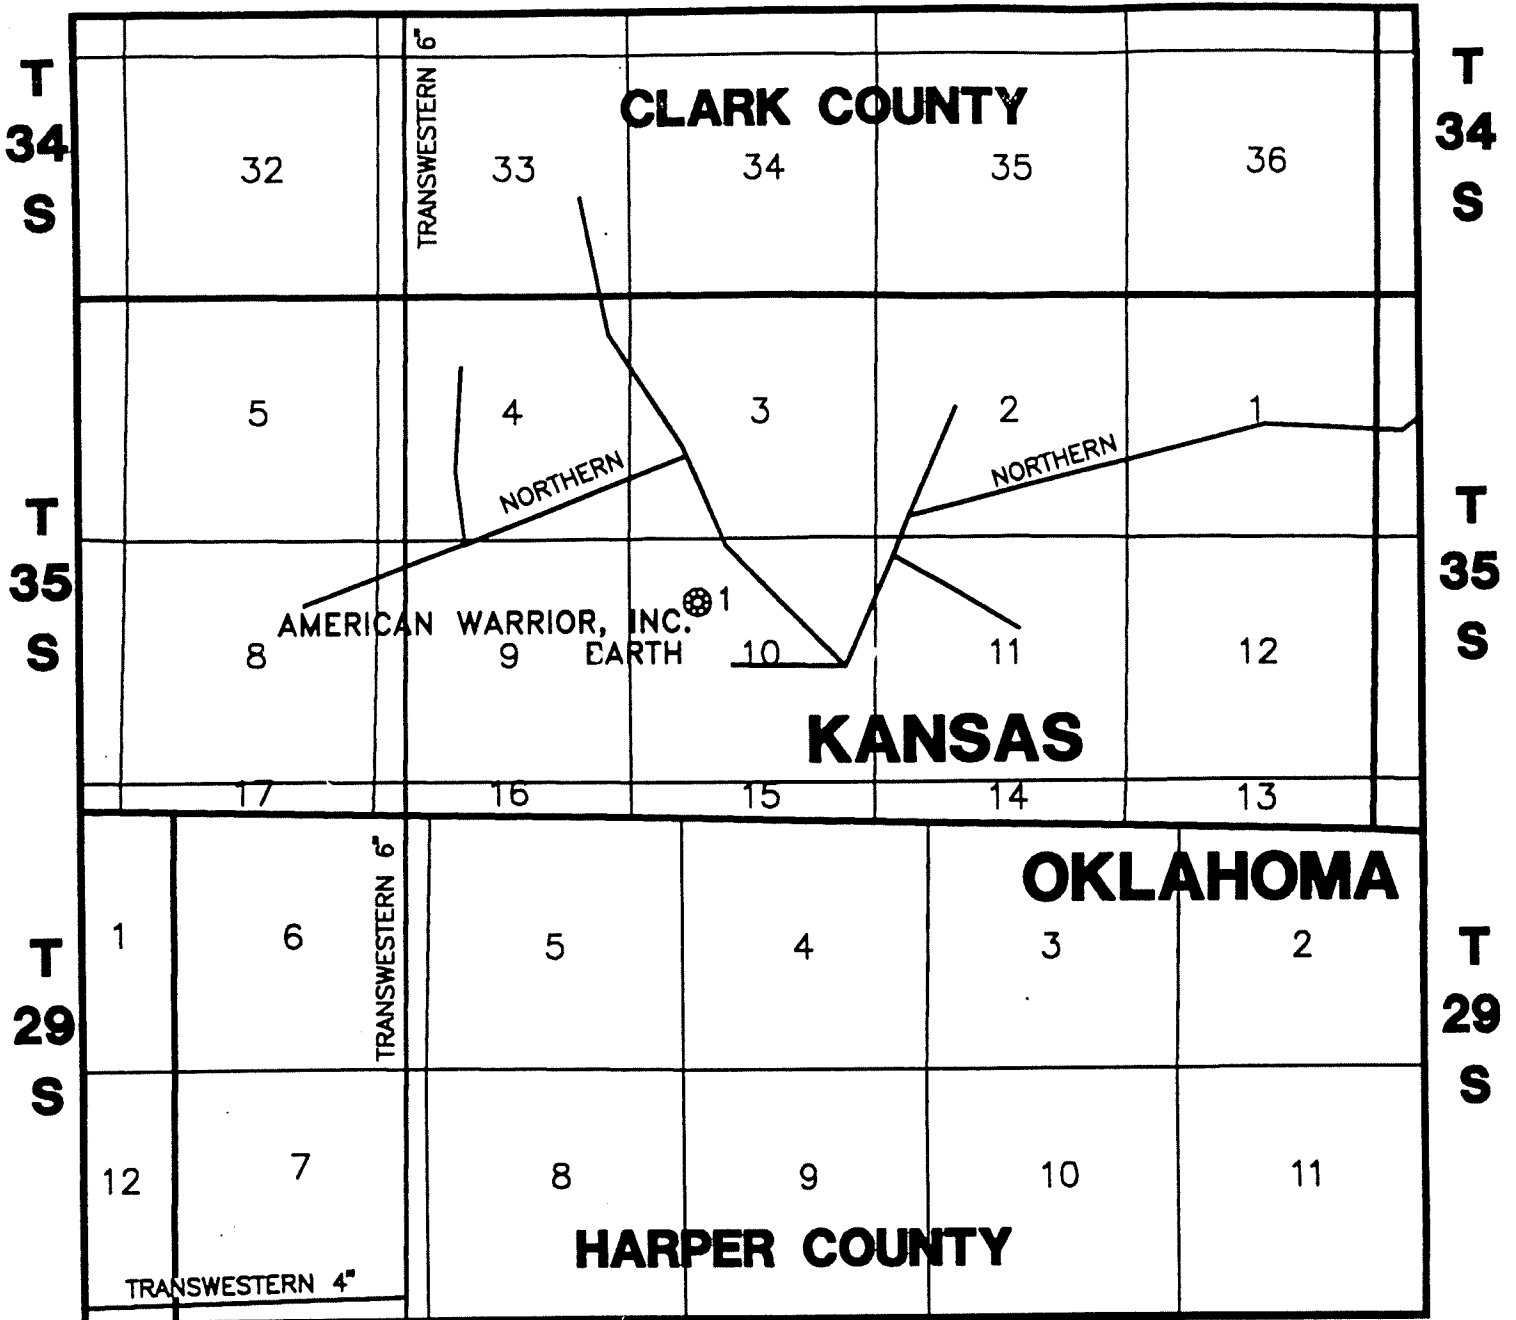 T
34
S
TRANSWESTERN 6"
CLARK COUNTY
T
34
S
32 33 34 35 36
5 4 3 2 1
NORTHERN
NORTHERN
T
35
S
T
35
S
AMERICAN WARRIOR, INC. 1
EARTH
8 9 10 11 12
KANSAS
17 16 15 14 13
OKLAHOMA
TRANSWESTERN 6"
T
29
S
1 6 5 4 3 2
T
29
S
12 7 8 9 10 11
HARPER COUNTY
TRANSWESTERN 4"